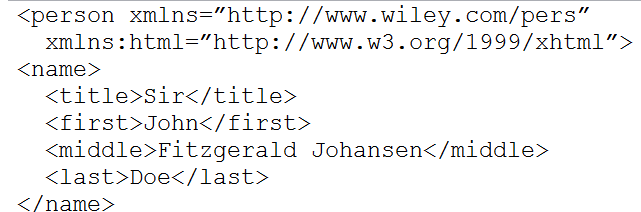 <person xmlns=”http://www.wiley.com/pers”
xmlns:html=”http://www.w3.org/1999/xhtml”>
<name>
<title>Sir</title>
<first>John</first>
<middle>Fitzgerald Johansen</middle>
<last>Doe</last>
</name>